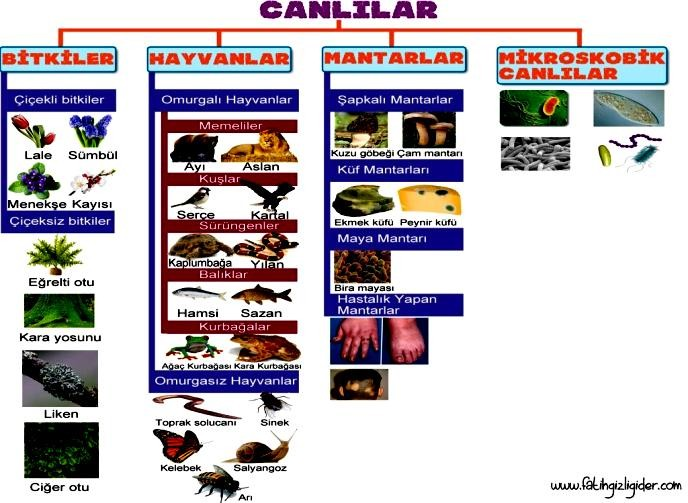 CANLILAR
BİTKİLER
Çiçekli bitkiler
Lale Sümbül
Menekşe Kayısı
Çiçeksiz bitkiler
Eğrelti otu
Kara yosunu
Liken
Ciğer otu
HAYVANLAR
Omurgalı Hayvanlar
Memeliler
Ayı Aslan
Kuşlar
Serçe Kartal
Sürüngenler
Kaplumbağa Yılan
Balıklar
Hamsi Sazan
Kurbağalar
Ağaç Kurbağası Kara Kurbağası
Omurgasız Hayvanlar
Toprak solucanı Sinek
Kelebek Salyangoz
Arı
MANTARLAR
Şapkalı Mantarlar
Kuzu göbeği Çam mantarı
Küf Mantarları
Ekmek küfü Peynir küfü
Maya Mantarı
Bira mayası
Hastalık Yapan
Mantarlar
MİKROSKOBİK
CANLILAR
www.fatihgizligider.com